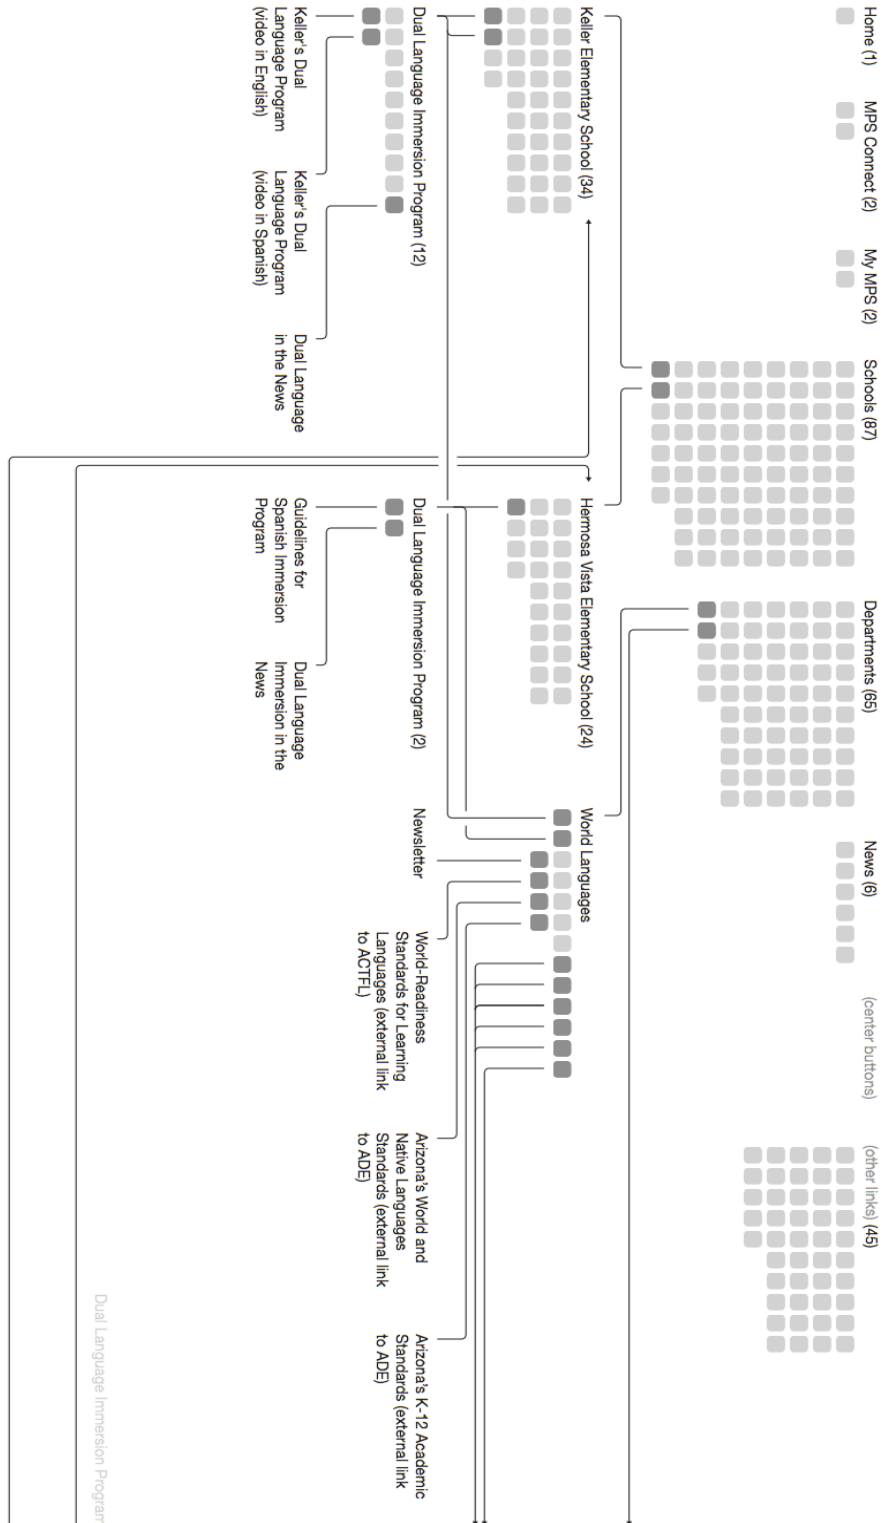 Home (1)
MPS Connect (2)
My MPS (2)
Schools (87)
Departments (65)
News (6)
(center buttons)
(other links) (45)
Keller Elementary School (34)
Hermosa Vista Elementary School (24)
World Languages
Dual Language Immersion Program (12)
Dual Language Immersion Program (2)
Newsletter
World-Readiness
Standards for Learning
Languages (external link
to ACTFL)
Arizona's World and
Native Languages
Standards (external link
to ADE)
Arizona's K-12 Academic
Standards (external link
to ADE)
Keller's Dual
Language Program
(video in English)
Keller's Dual
Language Program
(video in Spanish)
Dual Language
in the News
Guidelines for
Spanish Immersion
Program
Dual Language
Immersion in the
News
Dual Language Immersion Program